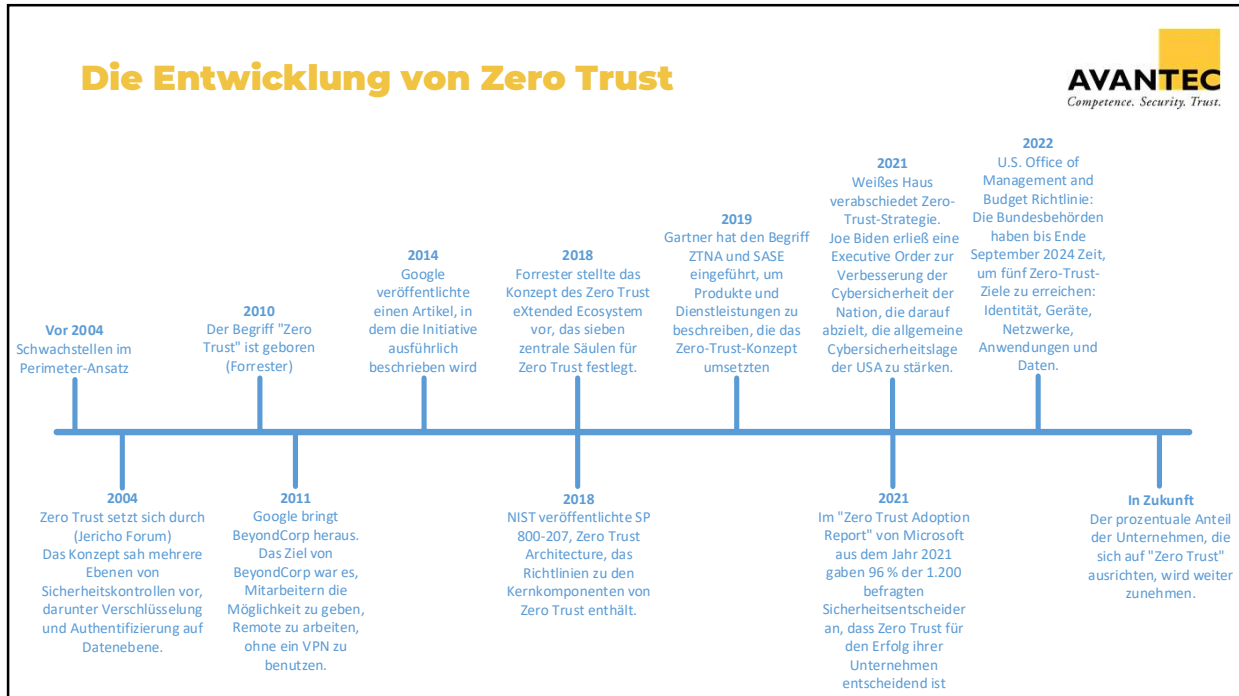 Die Entwicklung von Zero Trust
AVANTEC
Competence. Security. Trust.
Vor 2004
Schwachstellen im
Perimeter-Ansatz
2010
Der Begriff "Zero
Trust" ist geboren
(Forrester)
2014
Google
veröffentlichte
einen Artikel, in
dem die Initiative
ausführlich
beschrieben wird
2018
Forrester stellte das
Konzept des Zero Trust
eXtended Ecosystem
vor, das sieben
zentrale Säulen für
Zero Trust festlegt.
2019
Gartner hat den Begriff
ZTNA und SASE
eingeführt, um
Produkte und
Dienstleistungen zu
beschreiben, die das
Zero-Trust-Konzept
umsetzten
2021
Weißes Haus
verabschiedet Zero-
Trust-Strategie.
Joe Biden erließ eine
Executive Order zur
Verbesserung der
Cybersicherheit der
Nation, die darauf
abzielt, die allgemeine
Cybersicherheitslage
der USA zu stärken.
2022
U.S. Office of
Management and
Budget Richtlinie:
Die Bundesbehörden
haben bis Ende
September 2024 Zeit,
um fünf Zero-Trust-
Ziele zu erreichen:
Identität, Geräte,
Netzwerke,
Anwendungen und
Daten.
2004
Zero Trust setzt sich durch
(Jericho Forum)
Das Konzept sah mehrere
Ebenen von
Sicherheitskontrollen vor,
darunter Verschlüsselung
und Authentifizierung auf
Datenebene.
2011
Google bringt
BeyondCorp heraus.
Das Ziel von
BeyondCorp war es,
Mitarbeitern die
Möglichkeit zu geben,
Remote zu arbeiten,
ohne ein VPN zu
benutzen.
2018
NIST veröffentlichte SP
800-207, Zero Trust
Architecture, das
Richtlinien zu den
Kernkomponenten von
Zero Trust enthält.
2021
Im "Zero Trust Adoption
Report" von Microsoft
aus dem Jahr 2021
gaben 96 % der 1.200
befragten
Sicherheitsentscheider
an, dass Zero Trust für
den Erfolg ihrer
Unternehmen
entscheidend ist
In Zukunft
Der prozentuale Anteil
der Unternehmen, die
sich auf "Zero Trust"
ausrichten, wird weiter
zunehmen.